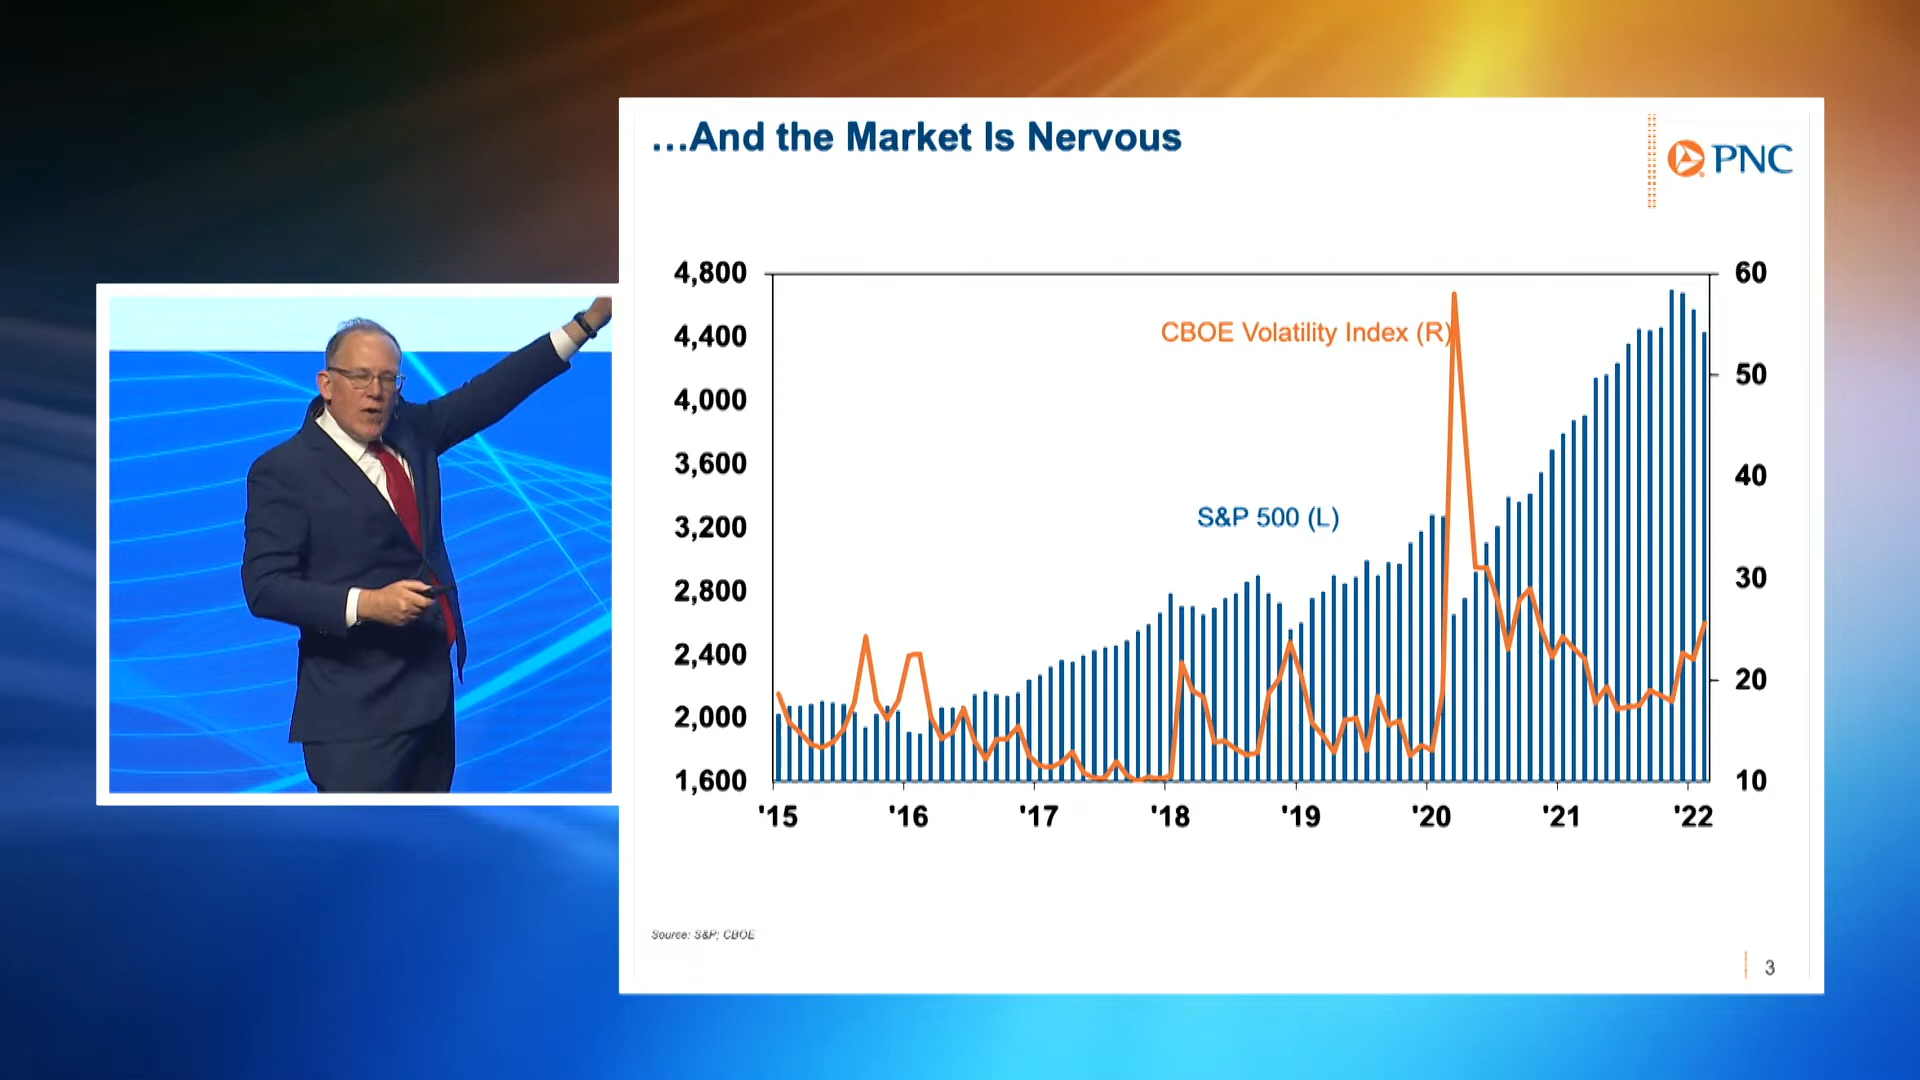 …And the Market Is Nervous
PNC
4,800
4,400
4,000
3,600
3,200
2,800
2,400
2,000
1,600
CBOE Volatility Index (R)
S&P 500 (L)
60
50
40
30
20
10
'15 '16 '17 '18 '19 '20 '21 '22
Source: S&P; CBOE
3